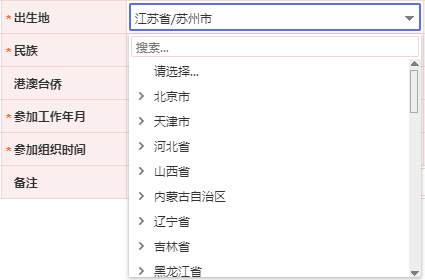 * 出生地 江苏省/苏州市
搜索...
* 民族
请选择...
港澳台侨
北京市
* 参加工作年月
天津市
河北省
* 参加组织时间
山西省
备注
内蒙古自治区
辽宁省
吉林省
黑龙江省